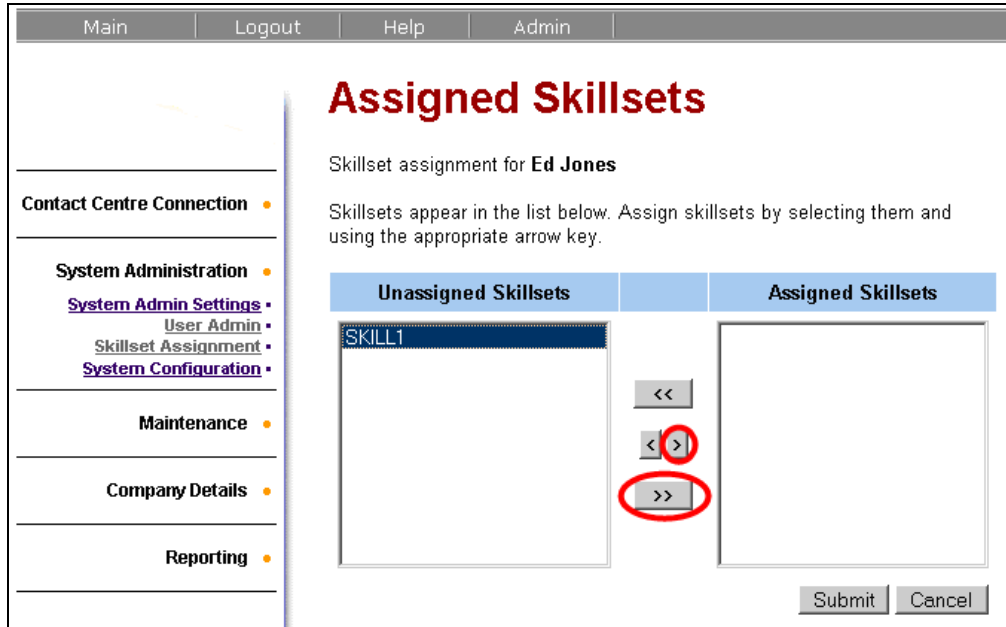 Main Logout Help Admin
Assigned Skillsets
Skillset assignment for Ed Jones
Skillsets appear in the list below. Assign skillsets by selecting them and
using the appropriate arrow key.
Contact Centre Connection
System Administration
System Admin Settings
User Admin
Skillset Assignment
System Configuration
Maintenance
Company Details
Reporting
Unassigned Skillsets Assigned Skillsets
SKILL1
<<
< >
>>
Submit Cancel